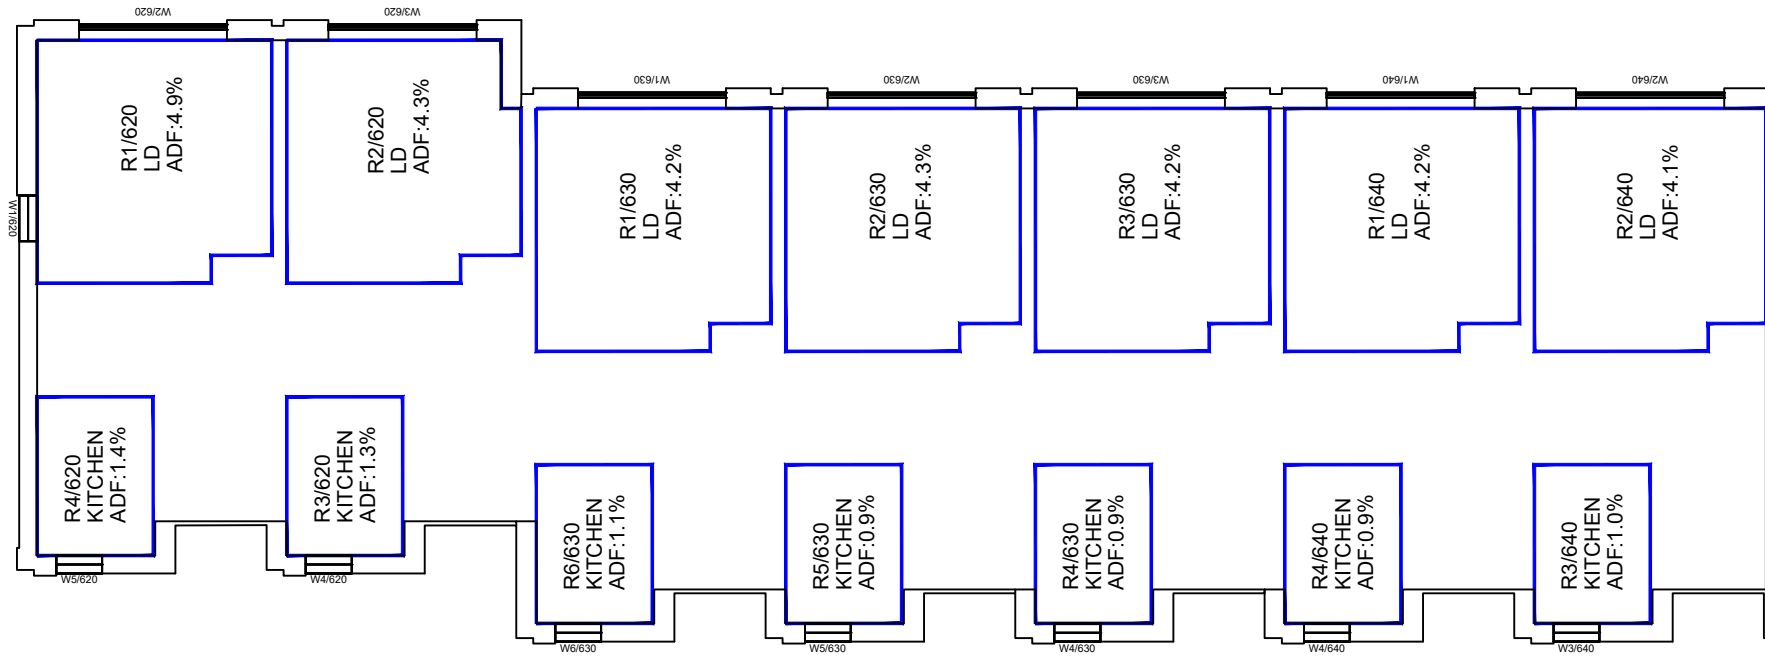 W2/620
W3/620
W1/630
W2/630
W3/630
W1/640
W2/640
R1/620
LD
ADF:4.9%
R2/620
LD
ADF:4.3%
R1/630
LD
ADF:4.2%
R2/630
LD
ADF:4.3%
R3/630
LD
ADF:4.2%
R1/640
LD
ADF:4.2%
R2/640
LD
ADF:4.1%
W1/620
R4/620
KITCHEN
ADF:1.4%
R3/620
KITCHEN
ADF:1.3%
R6/630
KITCHEN
ADF:1.1%
R5/630
KITCHEN
ADF:0.9%
R4/630
KITCHEN
ADF:0.9%
R4/640
KITCHEN
ADF:0.9%
R3/640
KITCHEN
ADF:1.0%
W5/620
W4/620
W6/630
W5/630
W4/630
W4/640
W3/640